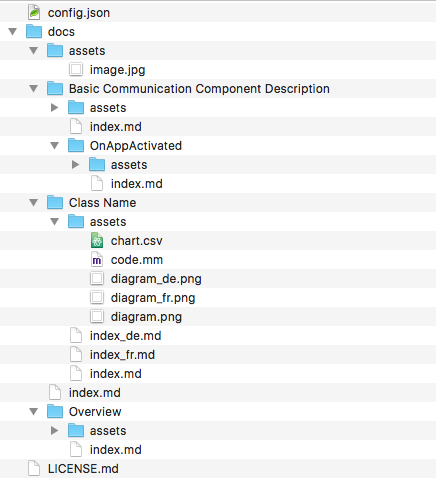 config.json
docs
assets
image.jpg
Basic Communication Component Description
assets
index.md
OnAppActivated
assets
index.md
Class Name
assets
chart.csv
code.mm
diagram_de.png
diagram_fr.png
diagram.png
index_de.md
index_fr.md
index.md
index.md
Overview
assets
index.md
LICENSE.md